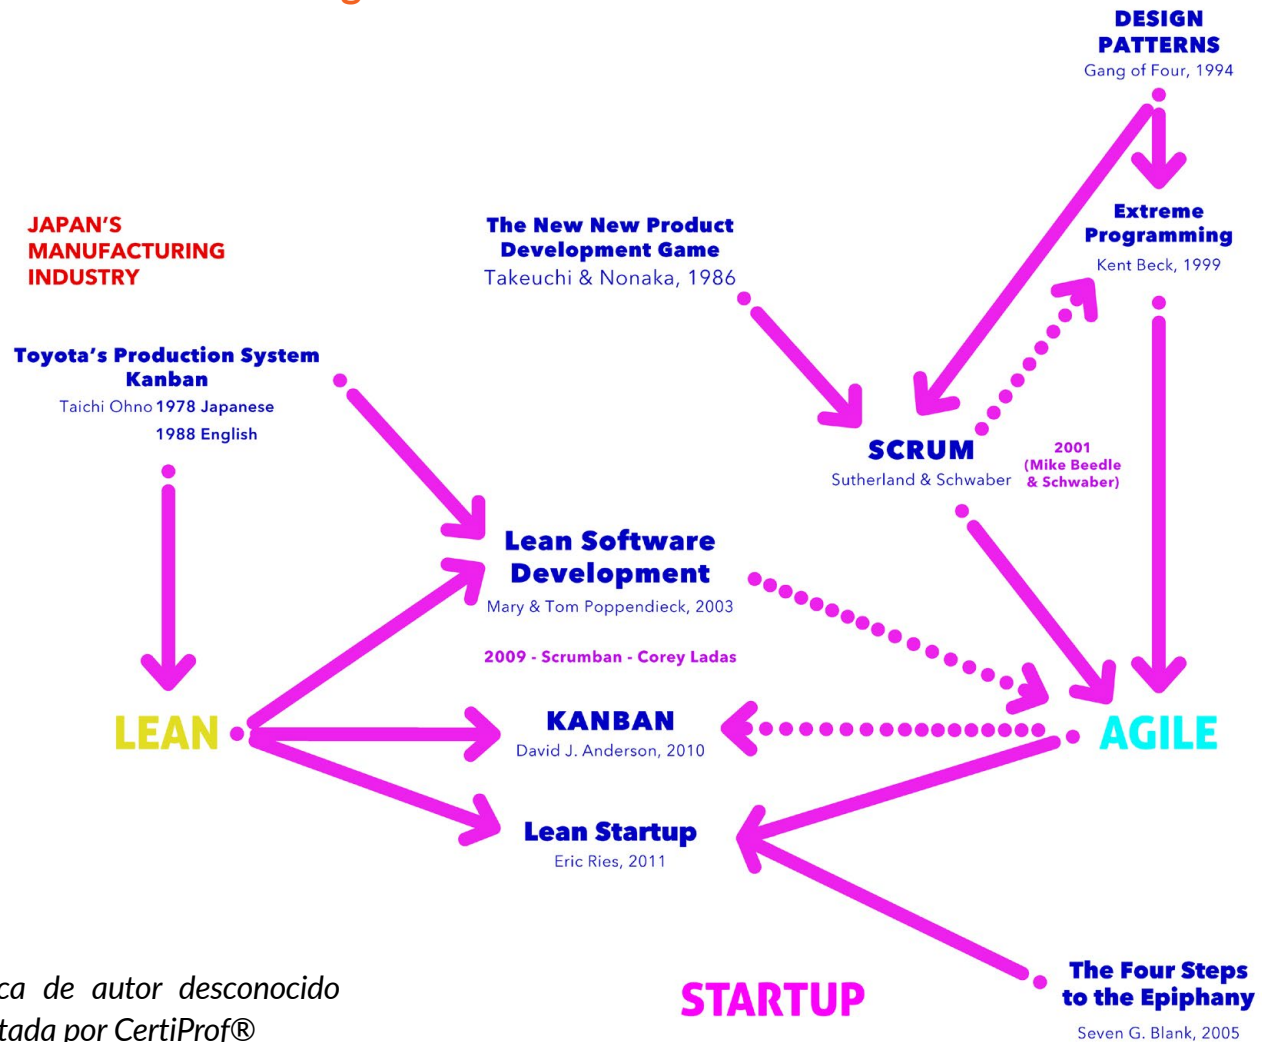 DESIGN
PATTERNS
Gang of Four, 1994
JAPAN'S
MANUFACTURING
INDUSTRY
The New New Product
Development Game
Takeuchi & Nonaka, 1986
Extreme
Programming
Kent Beck, 1999
Toyota's Production System
Kanban
Taichi Ohno 1978 Japanese
1988 English
SCRUM
Sutherland & Schwaber
2001
(Mike Beedle
& Schwaber)
Lean Software
Development
Mary & Tom Poppendieck, 2003
2009 - Scrumban - Corey Ladas
LEAN
KANBAN
David J. Anderson, 2010
AGILE
Lean Startup
Eric Ries, 2011
STARTUP
The Four Steps
to the Epiphany
Seven G. Blank, 2005
de autor desconocido
por CertiProf®